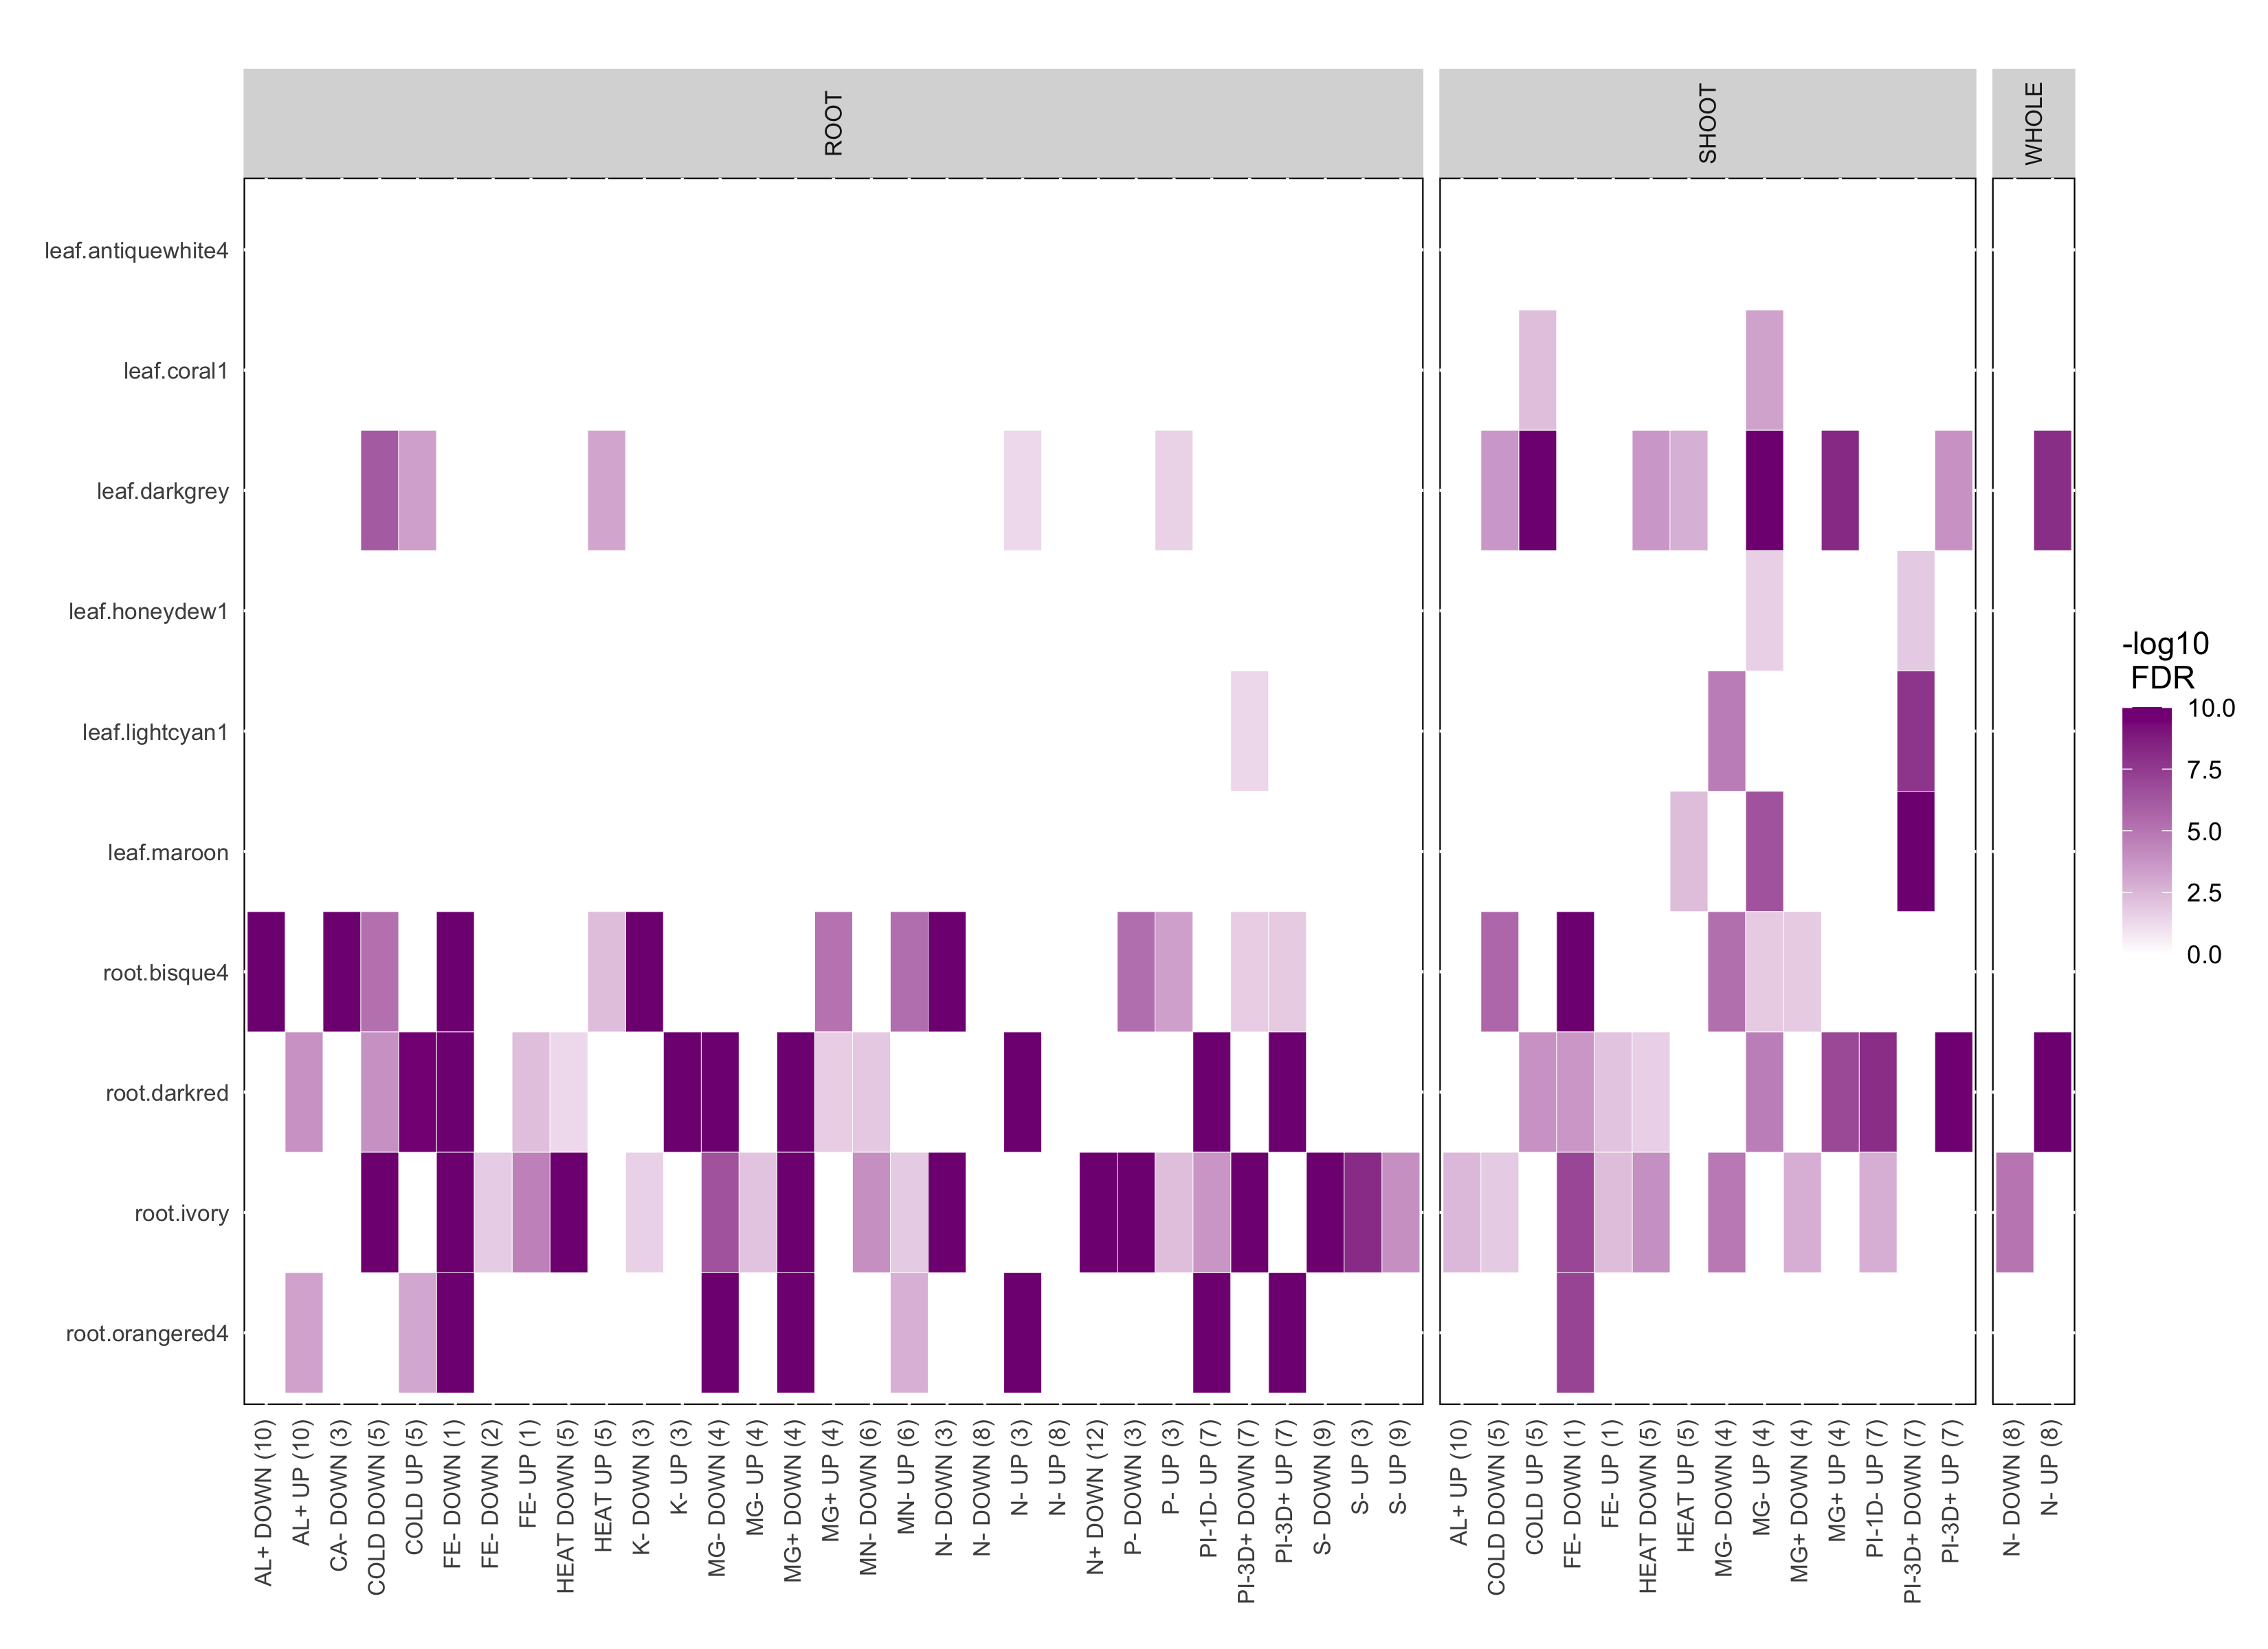 ROOT
SHOOT
WHOLE
leaf.antiquewhite4
leaf.coral1
leaf.darkgrey
leaf.honeydew1
leaf.lightcyan1
leaf.maroon
root.bisque4
root.darkred
root.ivory
root.orangered4
AL+ DOWN (10)
AL+ UP (10)
CA- DOWN (3)
COLD DOWN (5)
COLD UP (5)
FE- DOWN (1)
FE- DOWN (2)
FE- UP (1)
HEAT DOWN (5)
HEAT UP (5)
K- DOWN (3)
K- UP (3)
MG- DOWN (4)
MG- UP (4)
MG+ DOWN (4)
MG+ UP (4)
MN- DOWN (6)
MN- UP (6)
N- DOWN (3)
N- DOWN (8)
N- UP (3)
N- UP (8)
N+ DOWN (12)
P- DOWN (3)
P- UP (3)
PI-1D- UP (7)
PI-3D+ DOWN (7)
PI-3D+ UP (7)
S- DOWN (9)
S- UP (3)
S- UP (9)
AL+ UP (10)
COLD DOWN (5)
COLD UP (5)
FE- DOWN (1)
FE- UP (1)
HEAT DOWN (5)
HEAT UP (5)
MG- DOWN (4)
MG- UP (4)
MG+ DOWN (4)
MG+ UP (4)
PI-1D- UP (7)
PI-3D+ DOWN (7)
PI-3D+ UP (7)
N- DOWN (8)
N- UP (8)
-log10
FDR
10.0
7.5
5.0
2.5
0.0